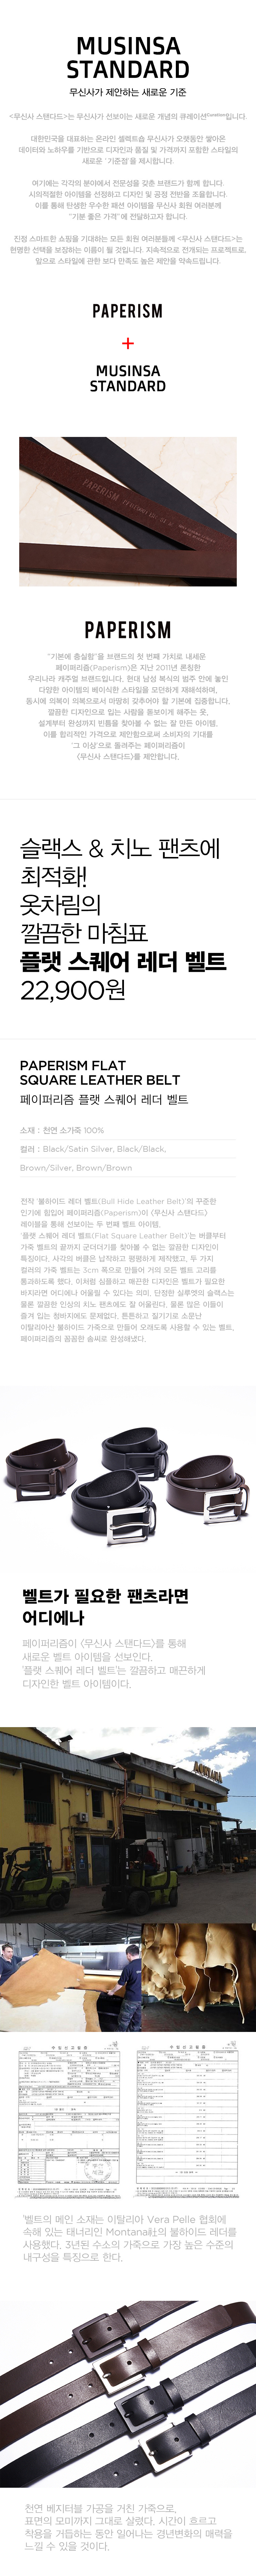 MUSINSA
STANDARD
무신사가 제안하는 새로운 기준
<무신사 스탠다드>는 무신사가 선보이는 새로운 개념의 큐레이션Curation입니다.
대한민국을 대표하는 온라인 셀렉트숍 무신사가 오랫동안 쌓아온
데이터와 노하우를 기반으로 디자인과 품질 및 가격까지 포함한 스타일의
새로운 '기준점'을 제시합니다.
여기에는 각각의 분야에서 전문성을 갖춘 브랜드가 함께 합니다.
시의적절한 아이템을 선정하고 디자인 및 공정 전반을 조율합니다.
이를 통해 탄생한 우수한 패션 아이템을 무신사 회원 여러분께
"기분 좋은 가격"에 전달하고자 합니다.
진정 스마트한 쇼핑을 기대하는 모든 회원 여러분들께 <무신사 스탠다드>는
현명한 선택을 보장하는 이름이 될 것입니다. 지속적으로 전개되는 프로젝트로,
앞으로 스타일에 관한 보다 만족도 높은 제안을 약속드립니다.
PAPERISM
+
MUSINSA
STANDARD
PAPERISM
PAPERISM
"기본에 충실함"을 브랜드의 첫 번째 가치로 내세운
페이퍼리즘(Paperism)은 지난 2011년 론칭한
우리나라 캐주얼 브랜드입니다. 현대 남성 복식의 범주 안에 놓인
다양한 아이템의 베이식한 스타일을 모던하게 재해석하며,
동시에 의복이 의복으로서 마땅히 갖추어야 할 기본에 집중합니다.
깔끔한 디자인으로 입는 사람을 돋보이게 해주는 옷,
설계부터 완성까지 빈틈을 찾아볼 수 없는 잘 만든 아이템.
이를 합리적인 가격으로 제안함으로써 소비자의 기대를
'그 이상'으로 돌려주는 페이퍼리즘이
<무신사 스탠다드>를 제안합니다.
슬랙스 & 치노 팬츠에
최적화!
옷차림의
깔끔한 마침표
플랫 스퀘어 레더 벨트
22,900원
PAPERISM FLAT
SQUARE LEATHER BELT
페이퍼리즘 플랫 스퀘어 레더 벨트
소재 : 천연 소가죽 100%
컬러 : Black/Satin Silver, Black/Black,
Brown/Silver, Brown/Brown
전작 '불하이드 레더 벨트(Bull Hide Leather Belt)'의 꾸준한
인기에 힘입어 페이퍼리즘(Paperism)이 <무신사 스탠다드>
레이블을 통해 선보이는 두 번째 벨트 아이템.
'플랫 스퀘어 레더 벨트(Flat Square Leather Belt)'는 버클부터
가죽 벨트의 끝까지 군더더기를 찾아볼 수 없는 깔끔한 디자인이
특징이다. 사각의 버클은 납작하고 평평하게 제작했고, 두 가지
컬러의 가죽 벨트는 3cm 폭으로 만들어 거의 모든 벨트 고리를
통과하도록 했다. 이처럼 심플하고 매끈한 디자인은 벨트가 필요한
바지라면 어디에나 어울릴 수 있다는 의미. 단정한 실루엣의 슬랙스는
물론 깔끔한 인상의 치노 팬츠에도 잘 어울린다. 물론 많은 이들이
즐겨 입는 청바지에도 문제없다. 튼튼하고 질기기로 소문난
이탈리아산 불하이드 가죽으로 만들어 오래도록 사용할 수 있는 벨트.
페이퍼리즘의 꼼꼼한 솜씨로 완성해냈다.
벨트가 필요한 팬츠라면
어디에나
페이퍼리즘이 <무신사 스탠다드>를 통해
새로운 벨트 아이템을 선보인다.
'플랫 스퀘어 레더 벨트'는 깔끔하고 매끈하게
디자인한 벨트 아이템이다.
MONTANA
수입신고필증
수입신고필증
'벨트의 메인 소재는 이탈리아 Vera Pelle 협회에
속해 있는 태너리인 Montana社의 불하이드 레더를
사용했다. 3년된 수소의 가죽으로 가장 높은 수준의
내구성을 특징으로 한다.
천연 베지터블 가공을 거친 가죽으로,
표면의 모미까지 그대로 살렸다. 시간이 흐르고
착용을 거듭하는 동안 일어나는 경년변화의 매력을
느낄 수 있을 것이다.